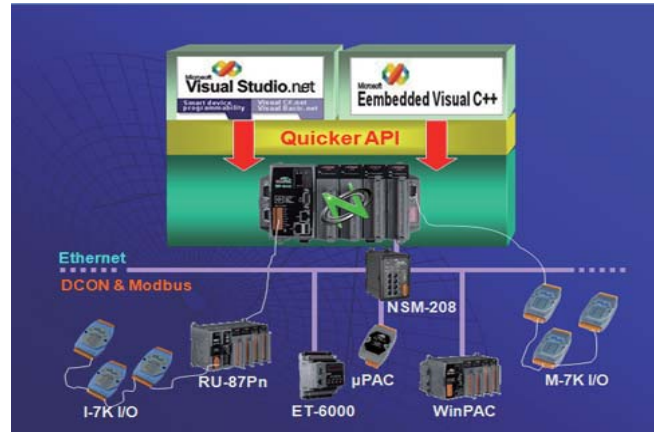 Microsoft
Visual Studio.net
Smart device programmability
Visual C#.net
Visual Basic.net
Microsoft
Eembedded Visual C++
Quicker API
Ethernet
DCON & Modbus
NSM-208
RU-87Pn
µPAC
M-7K I/O
I-7K I/O
ET-6000
WinPAC